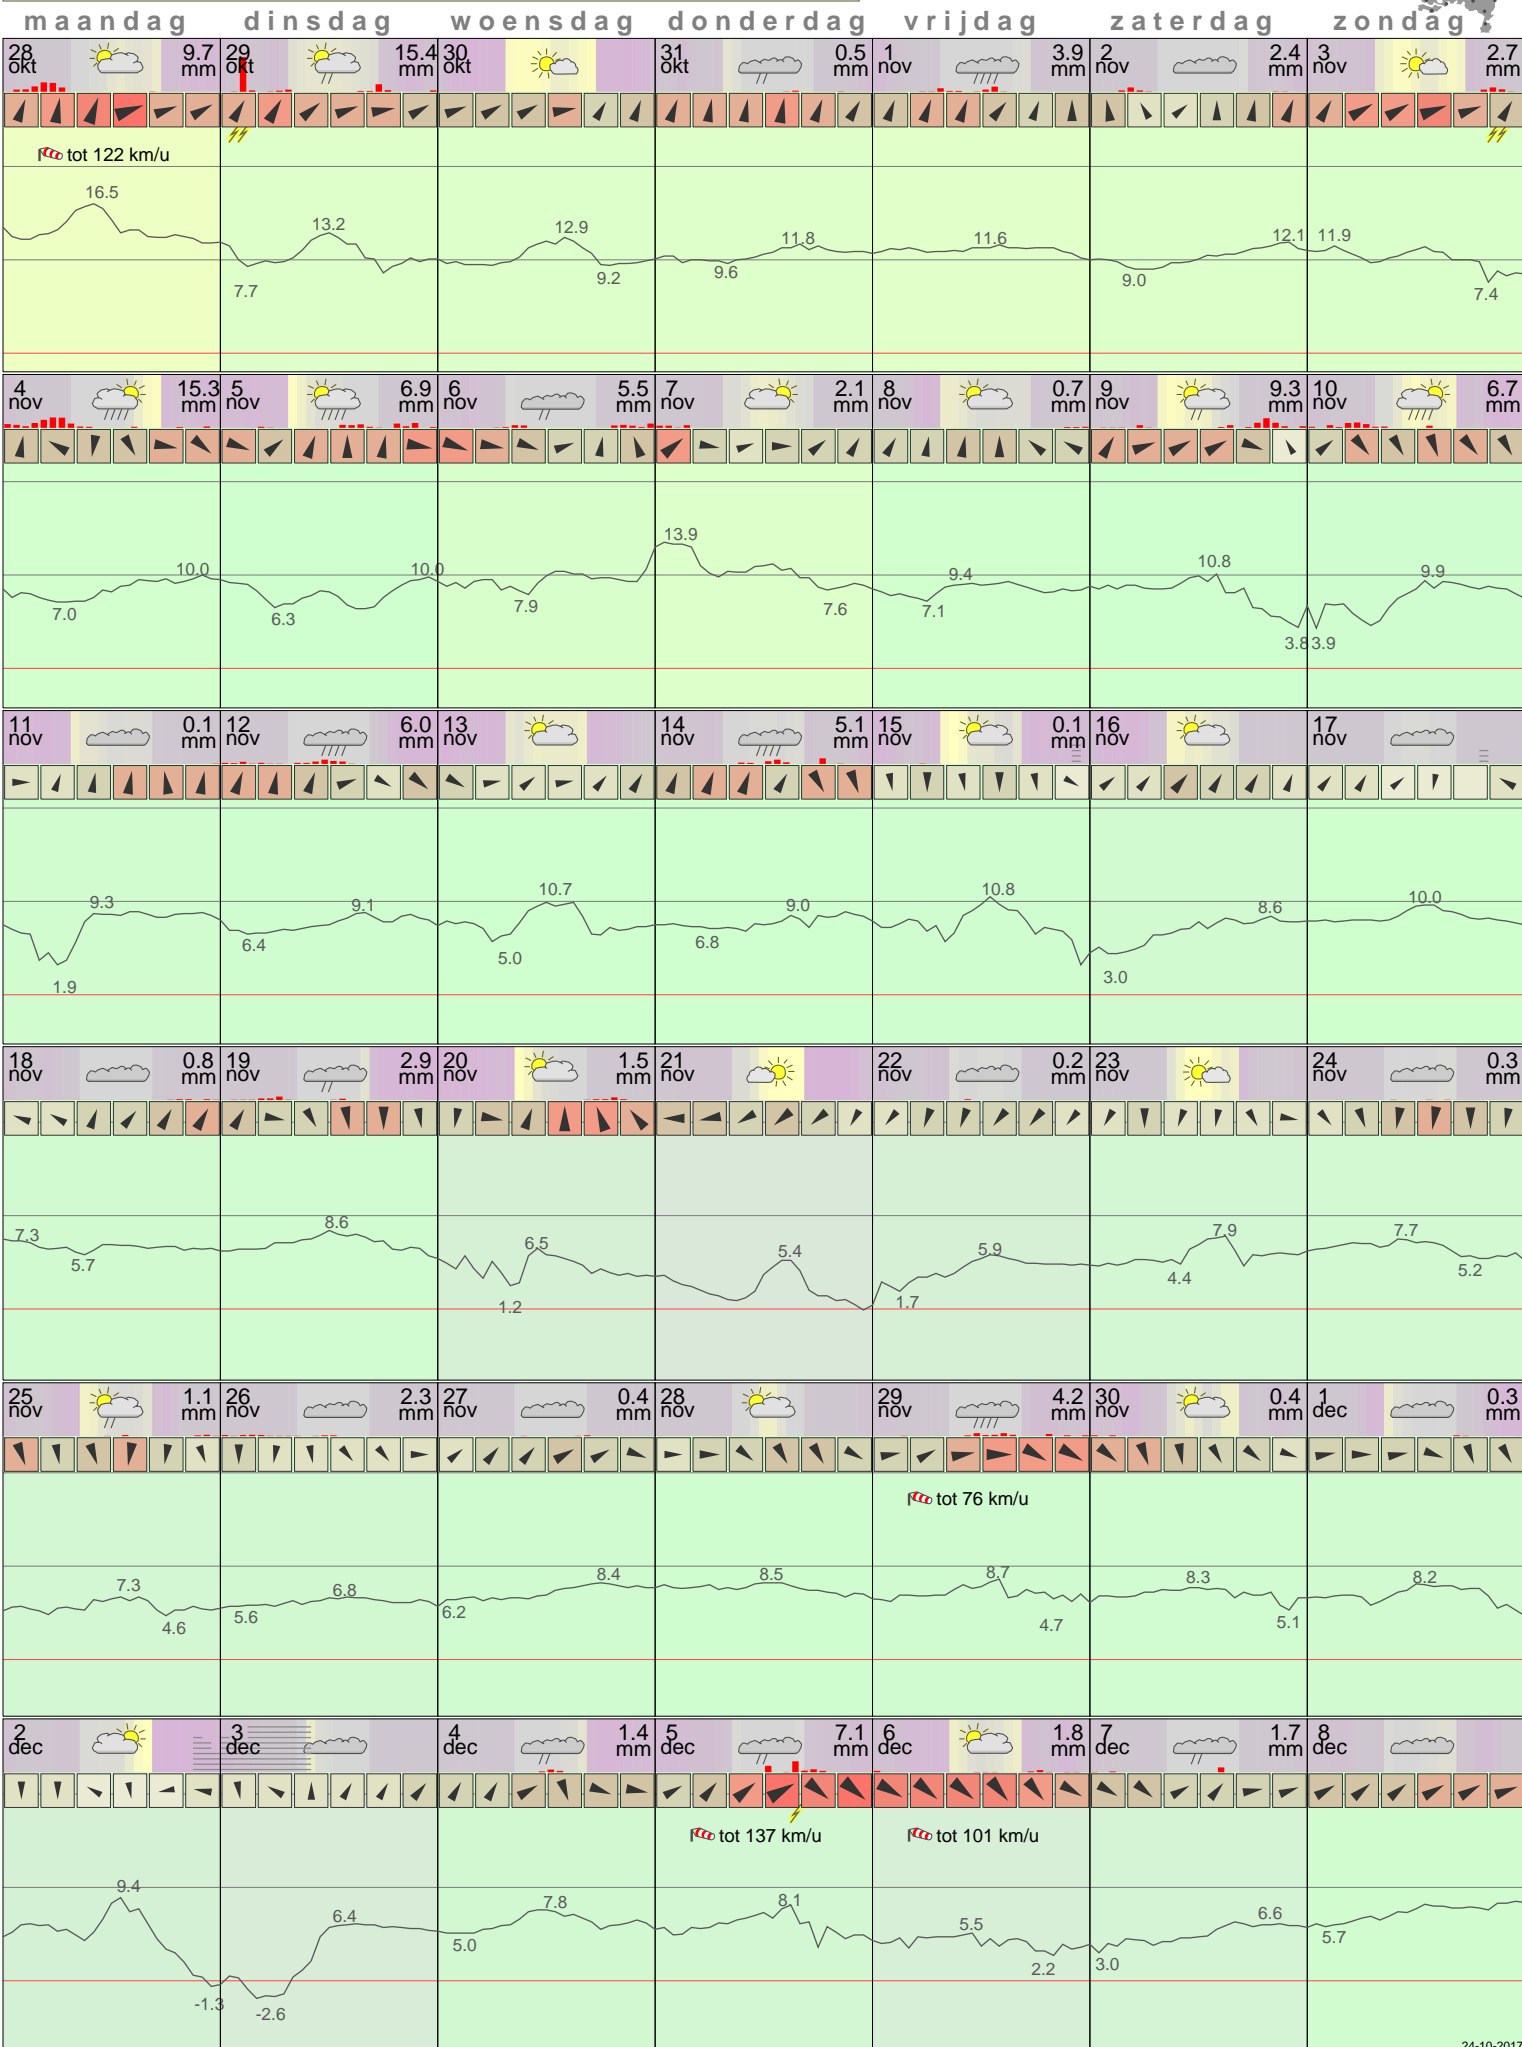 maandag dinsdag woensdag donderdag vrijdag zaterdag zondag
28 okt 9.7 mm 29 okt 15.4 mm 30 okt 31 okt 0.5 mm 1 nov 3.9 mm 2 nov 2.4 mm 3 nov 2.7 mm
tot 122 km/u
16.5 7.7 13.2 12.9 9.2 9.6 11.8 11.6 9.0 12.1 11.9 7.4
4 nov 15.3 mm 5 nov 6.9 mm 6 nov 5.5 mm 7 nov 2.1 mm 8 nov 0.7 mm 9 nov 9.3 mm 10 nov 6.7 mm
7.0 10.0 6.3 10.0 7.9 13.9 7.6 7.1 9.4 10.8 3.8 3.9 9.9
11 nov 0.1 mm 12 nov 6.0 mm 13 nov 14 nov 5.1 mm 15 nov 0.1 mm 16 nov 17 nov
1.9 9.3 6.4 9.1 5.0 10.7 6.8 9.0 10.8 3.0 8.6 10.0
18 nov 0.8 mm 19 nov 2.9 mm 20 nov 1.5 mm 21 nov 22 nov 0.2 mm 23 nov 24 nov 0.3 mm
7.3 5.7 8.6 1.2 6.5 5.4 1.7 5.9 4.4 7.9 7.7 5.2
25 nov 1.1 mm 26 nov 2.3 mm 27 nov 0.4 mm 28 nov 29 nov 4.2 mm 30 nov 0.4 mm 1 dec 0.3 mm
tot 76 km/u
7.3 4.6 5.6 6.8 6.2 8.4 8.5 8.7 4.7 8.3 5.1 8.2
2 dec 3 dec 4 dec 1.4 mm 5 dec 7.1 mm 6 dec 1.8 mm 7 dec 1.7 mm 8 dec
tot 137 km/u tot 101 km/u
9.4 -1.3 -2.6 6.4 5.0 7.8 8.1 5.5 2.2 3.0 6.6 5.7
24-10-2017